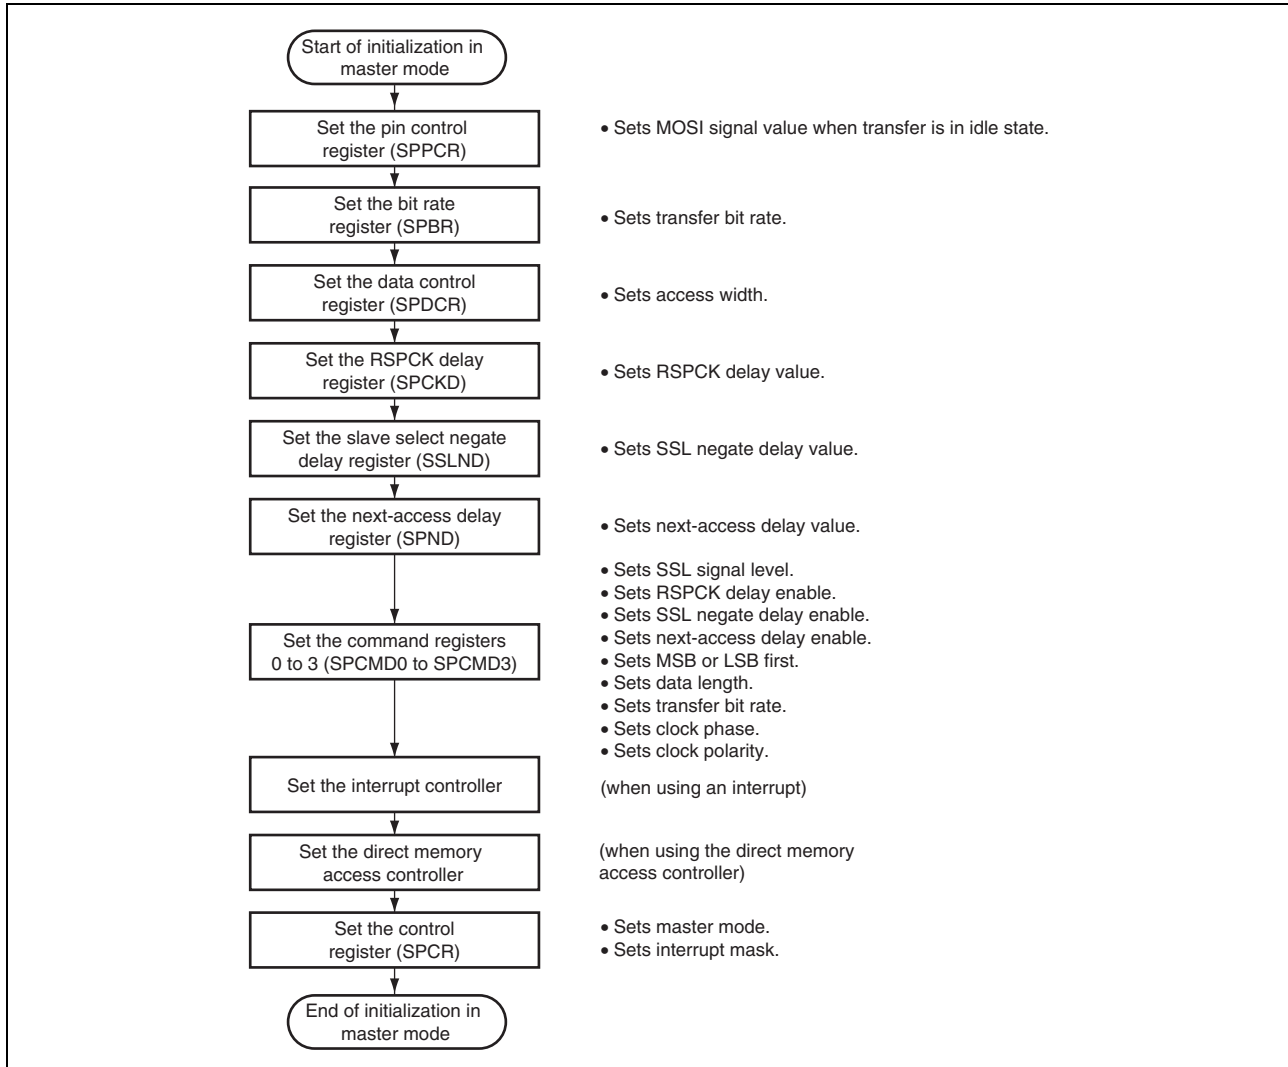 Start of initialization in
master mode
Set the pin control
register (SPPCR)
• Sets MOSI signal value when transfer is in idle state.
Set the bit rate
register (SPBR)
• Sets transfer bit rate.
Set the data control
register (SPDCR)
• Sets access width.
Set the RSPCK delay
register (SPCKD)
• Sets RSPCK delay value.
Set the slave select negate
delay register (SSLND)
• Sets SSL negate delay value.
Set the next-access delay
register (SPND)
• Sets next-access delay value.
Set the command registers
0 to 3 (SPCMD0 to SPCMD3)
• Sets SSL signal level.
• Sets RSPCK delay enable.
• Sets SSL negate delay enable.
• Sets next-access delay enable.
• Sets MSB or LSB first.
• Sets data length.
• Sets transfer bit rate.
• Sets clock phase.
• Sets clock polarity.
Set the interrupt controller
(when using an interrupt)
Set the direct memory
access controller
(when using the direct memory
access controller)
Set the control
register (SPCR)
• Sets master mode.
• Sets interrupt mask.
End of initialization in
master mode